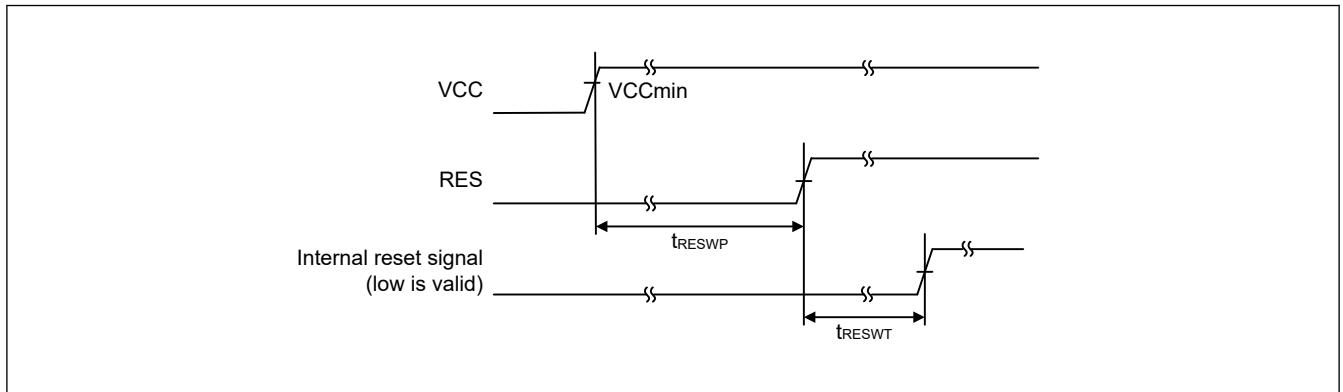 VCC
VCCmin
RES
tRESWP
Internal reset signal
(low is valid)
tRESWT